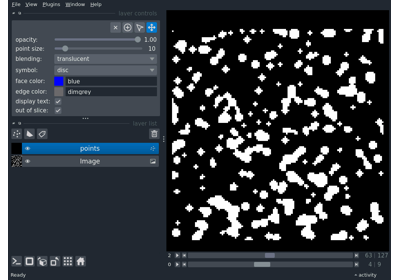 File View Plugins Window Help
layer controls
opacity: 1.00
point size: 10
blending: translucent
symbol: disc
face color: blue
edge color: dimgrey
display text:
out of slice:
layer list
points
Image
2 63 127
0 4 9
Ready activity